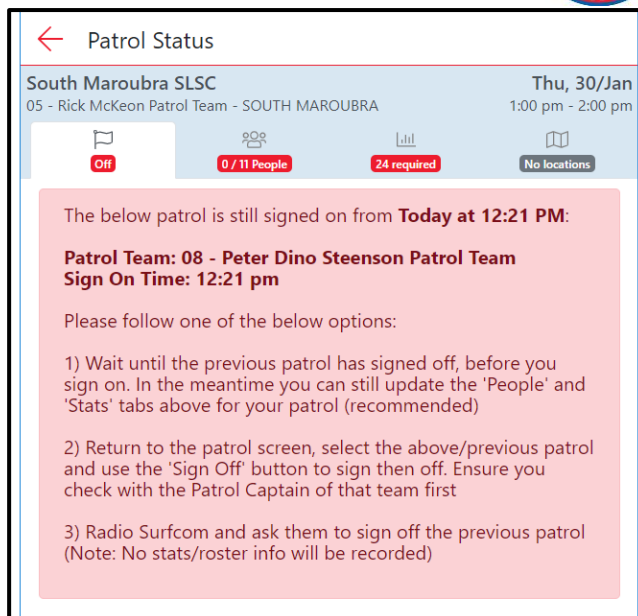 Patrol Status
South Maroubra SLSC
Thu, 30/Jan
05 - Rick McKeon Patrol Team - SOUTH MAROUBRA
1:00 pm - 2:00 pm
Off
0 / 11 People
24 required
No locations
The below patrol is still signed on from Today at 12:21 PM:
Patrol Team: 08 - Peter Dino Steenson Patrol Team
Sign On Time: 12:21 pm
Please follow one of the below options:
1) Wait until the previous patrol has signed off, before you
sign on. In the meantime you can still update the 'People' and
'Stats' tabs above for your patrol (recommended)
2) Return to the patrol screen, select the above/previous patrol
and use the 'Sign Off' button to sign then off. Ensure you
check with the Patrol Captain of that team first
3) Radio Surfcom and ask them to sign off the previous patrol
(Note: No stats/roster info will be recorded)